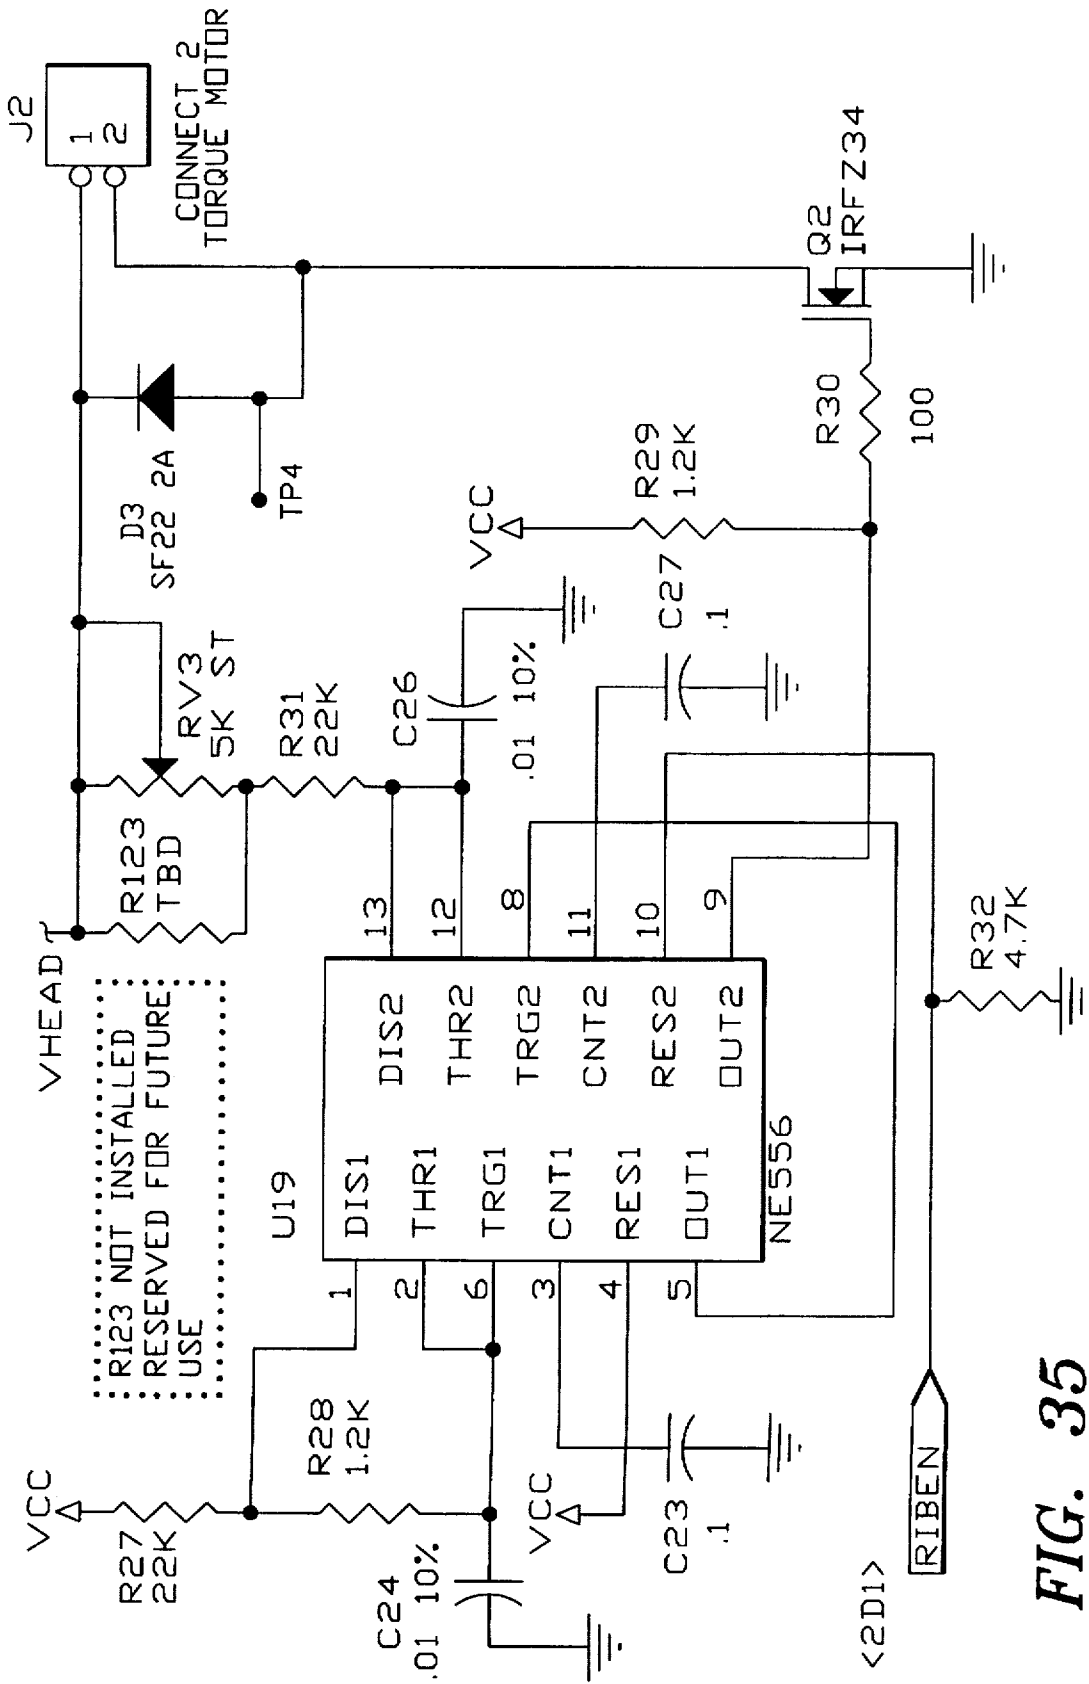 VHEAD
J2
1
2
CONNECT 2
TORQUE MOTOR
R123 NOT INSTALLED
RESERVED FOR FUTURE
USE
R123
TBD
RV3
5K ST
D3
SF22 2A
TP4
R31
22K
C26
.01 10%
VCC
R27
22K
R28
1.2K
C24
.01 10%
VCC
C23
.1
U19
1
DIS1
2
THR1
6
TRG1
3
CNT1
4
RES1
5
OUT1
DIS2
13
THR2
12
TRG2
8
CNT2
11
RES2
10
OUT2
9
NE556
C27
.1
VCC
R29
1.2K
R30
100
Q2
IRFZ34
R32
4.7K
<2D1>
RIBEN
FIG. 35